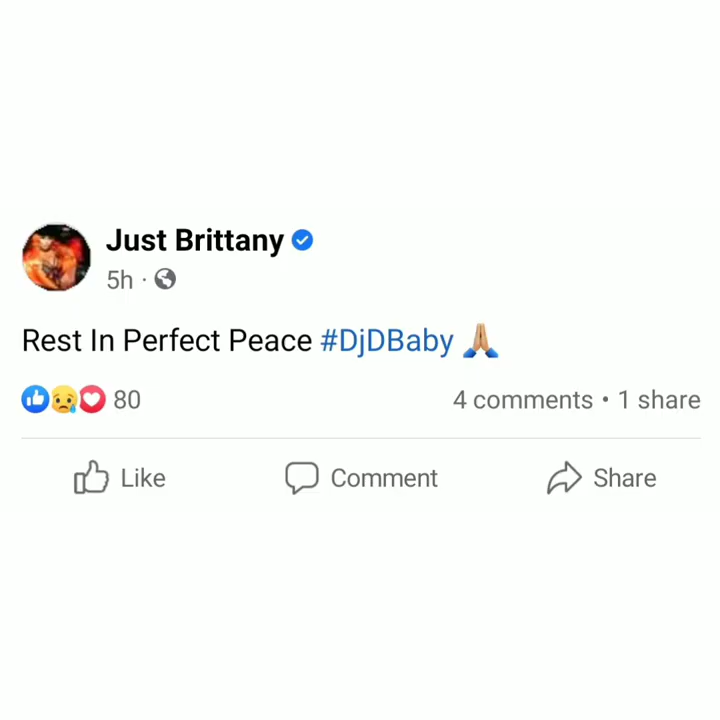 Just Brittany
5h ·
Rest In Perfect Peace #DjDBaby 🙏🏽
80 4 comments • 1 share
Like Comment Share